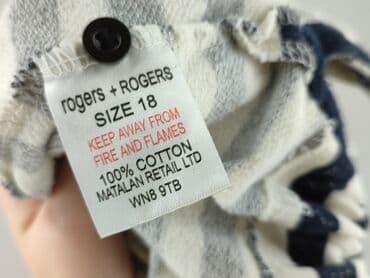 rogers + ROGERS
SIZE 18
KEEP AWAY FROM
FIRE AND FLAMES
100% COTTON
MATALAN RETAIL LTD
WN8 9TB